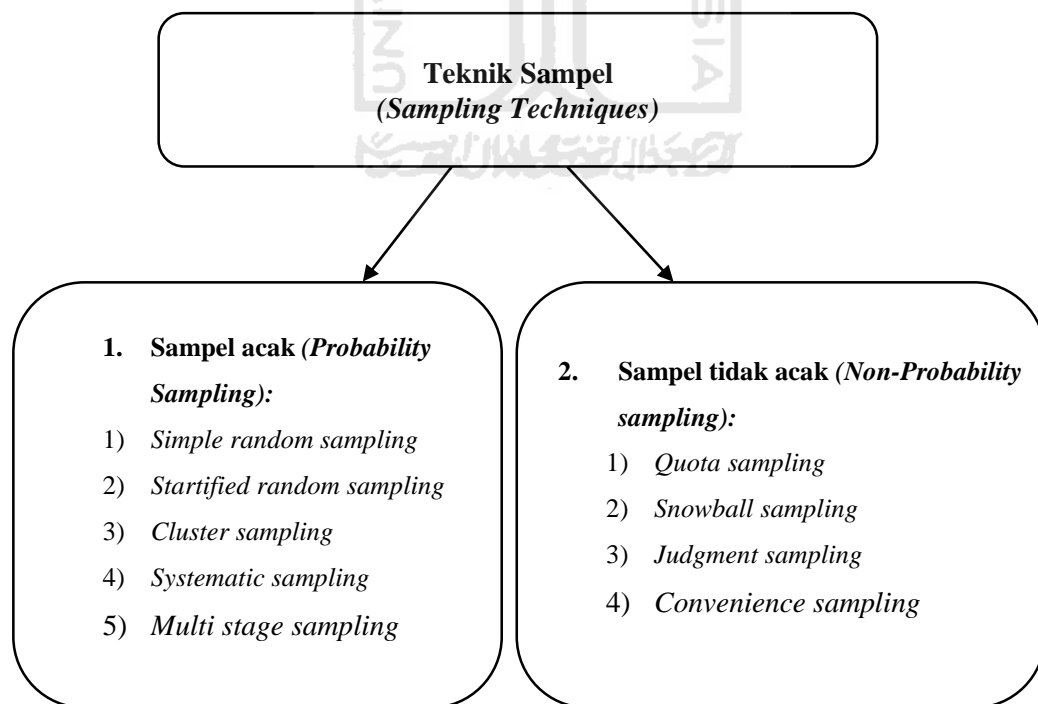 Teknik Sampel
(Sampling Techniques)
1. Sampel acak (Probability
Sampling):
1) Simple random sampling
2) Startified random sampling
3) Cluster sampling
4) Systematic sampling
5) Multi stage sampling
2. Sampel tidak acak (Non-Probability
sampling):
1) Quota sampling
2) Snowball sampling
3) Judgment sampling
4) Convenience sampling